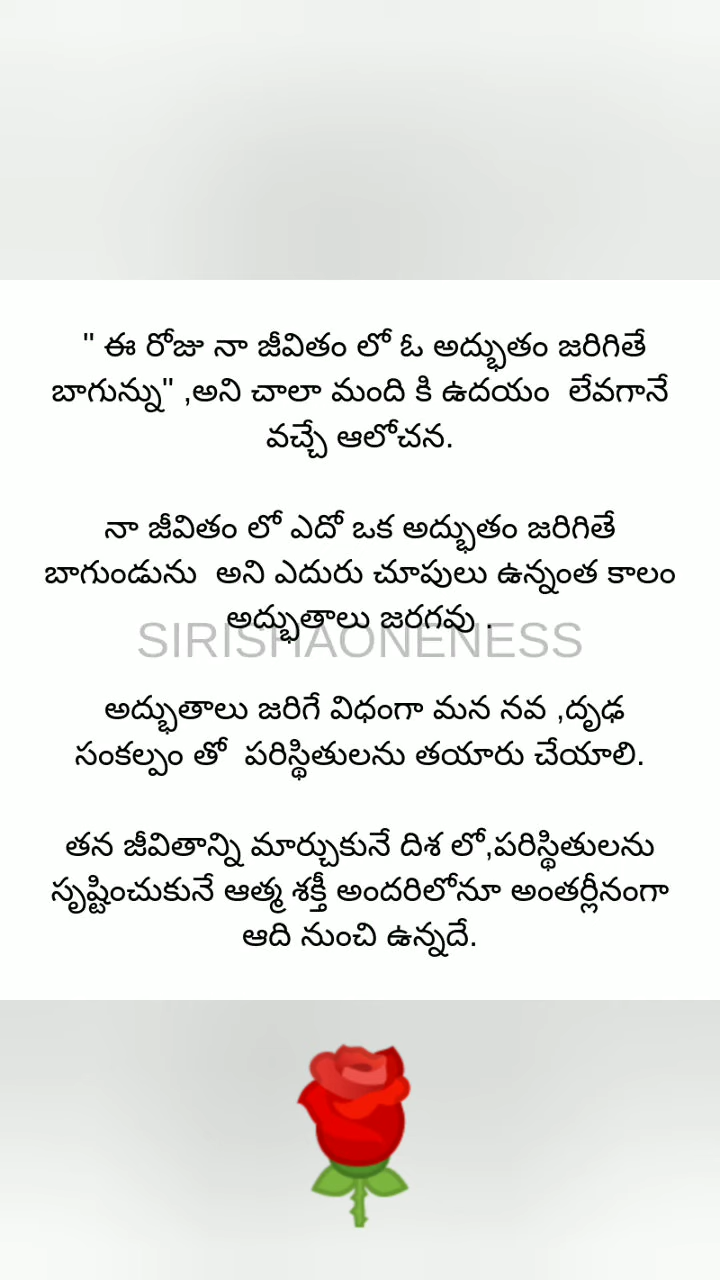 " ఈ రోజు నా జీవితం లో ఓ అద్భుతం జరిగితే
బాగున్ను" ,అని చాలా మంది కి ఉదయం లేవగానే
వచ్చే ఆలోచన.
నా జీవితం లో ఎదో ఒక అద్భుతం జరిగితే
బాగుండును అని ఎదురు చూపులు ఉన్నంత కాలం
అద్భుతాలు జరగవు .
SIRISHAONENESS
అద్భుతాలు జరిగే విధంగా మన నవ ,దృఢ
సంకల్పం తో పరిస్థితులను తయారు చేయాలి.
తన జీవితాన్ని మార్చుకునే దిశ లో,పరిస్థితులను
సృష్టించుకునే ఆత్మ శక్తీ అందరిలోనూ అంతర్లీనంగా
ఆది నుంచి ఉన్నదే.